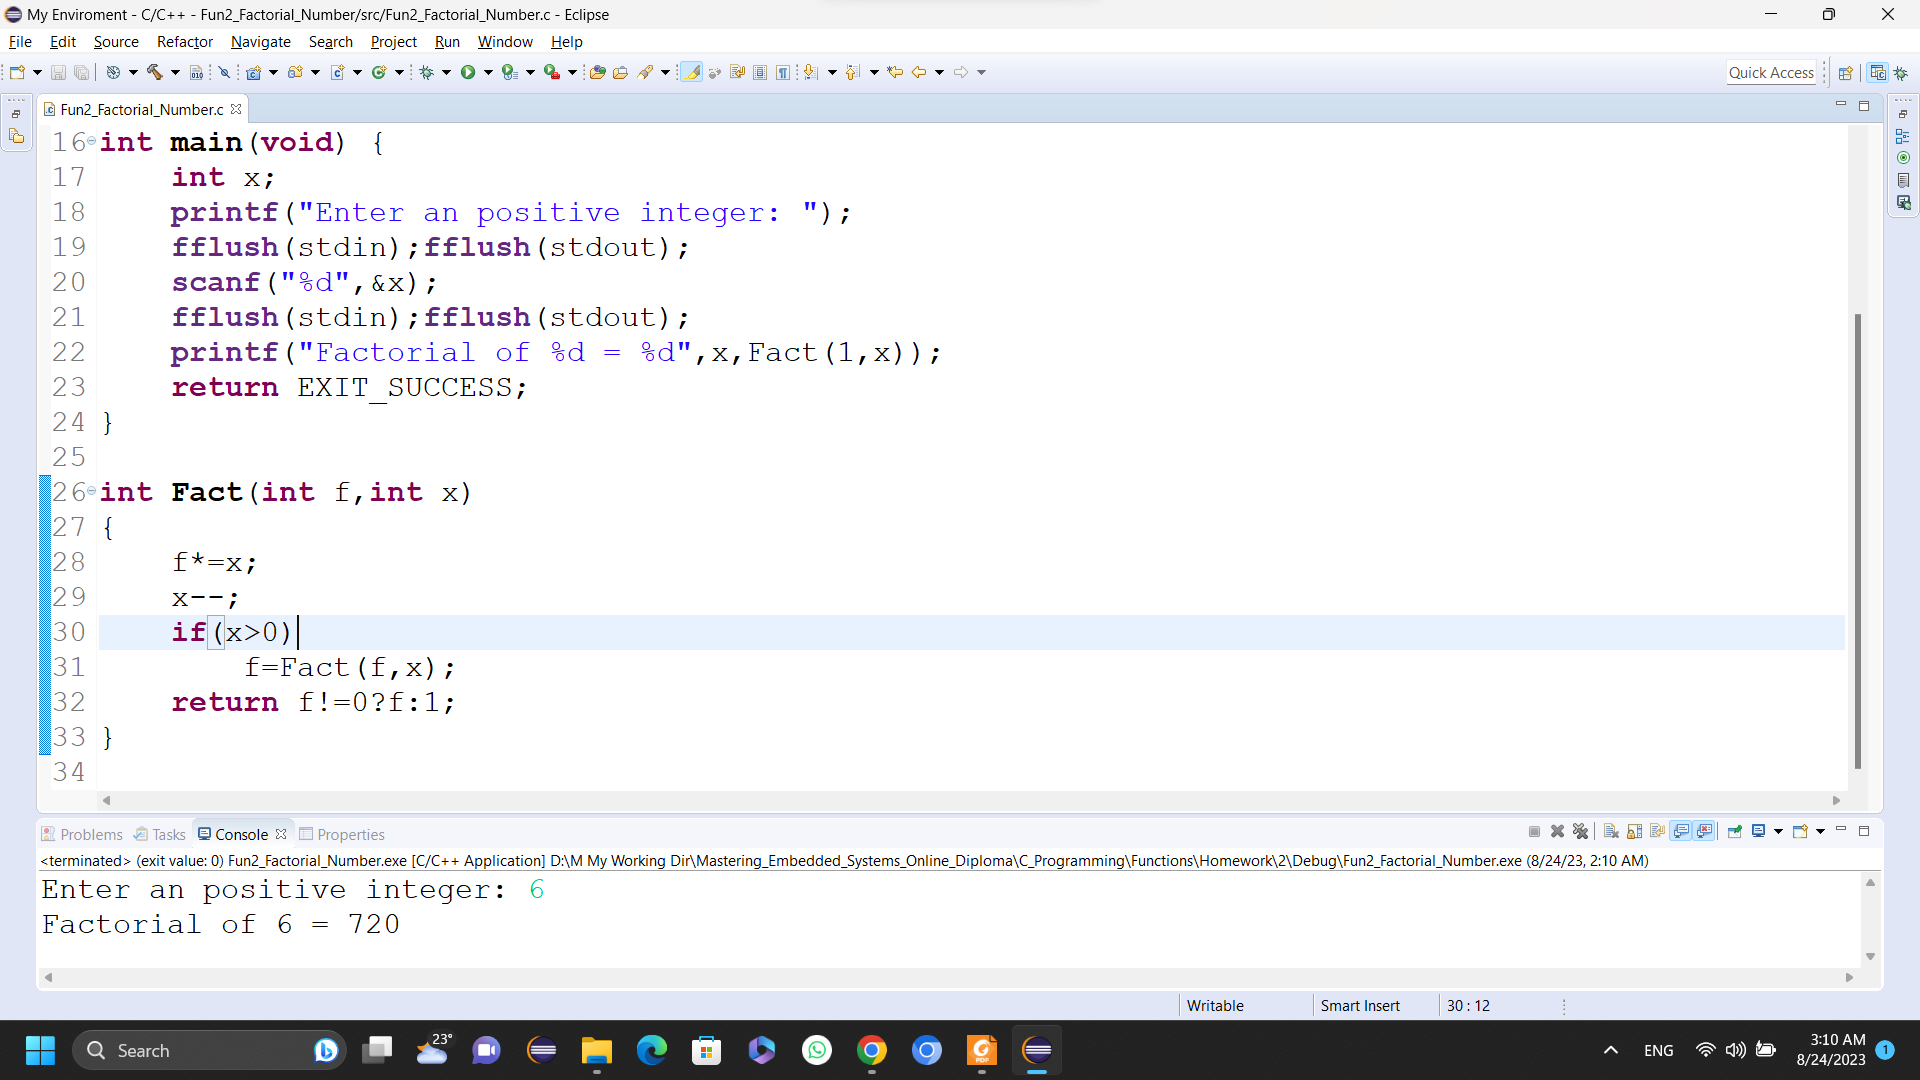 My Enviroment - C/C++ - Fun2_Factorial_Number/src/Fun2_Factorial_Number.c - Eclipse
File Edit Source Refactor Navigate Search Project Run Window Help
Quick Access
Fun2_Factorial_Number.c
16 int main(void) {
17     int x;
18     printf("Enter an positive integer: ");
19     fflush(stdin);fflush(stdout);
20     scanf("%d",&x);
21     fflush(stdin);fflush(stdout);
22     printf("Factorial of %d = %d",x,Fact(1,x));
23     return EXIT_SUCCESS;
24 }
25
26 int Fact(int f,int x)
27 {
28     f*=x;
29     x--;
30     if(x>0)
31         f=Fact(f,x);
32     return f!=0?f:1;
33 }
34
Problems Tasks Console Properties
<terminated> (exit value: 0) Fun2_Factorial_Number.exe [C/C++ Application] D:\M My Working Dir\Mastering_Embedded_Systems_Online_Diploma\C_Programming\Functions\Homework\2\Debug\Fun2_Factorial_Number.exe (8/24/23, 2:10 AM)
Enter an positive integer: 6
Factorial of 6 = 720
Writable Smart Insert 30 : 12
Search 23° ENG 3:10 AM
8/24/2023 1